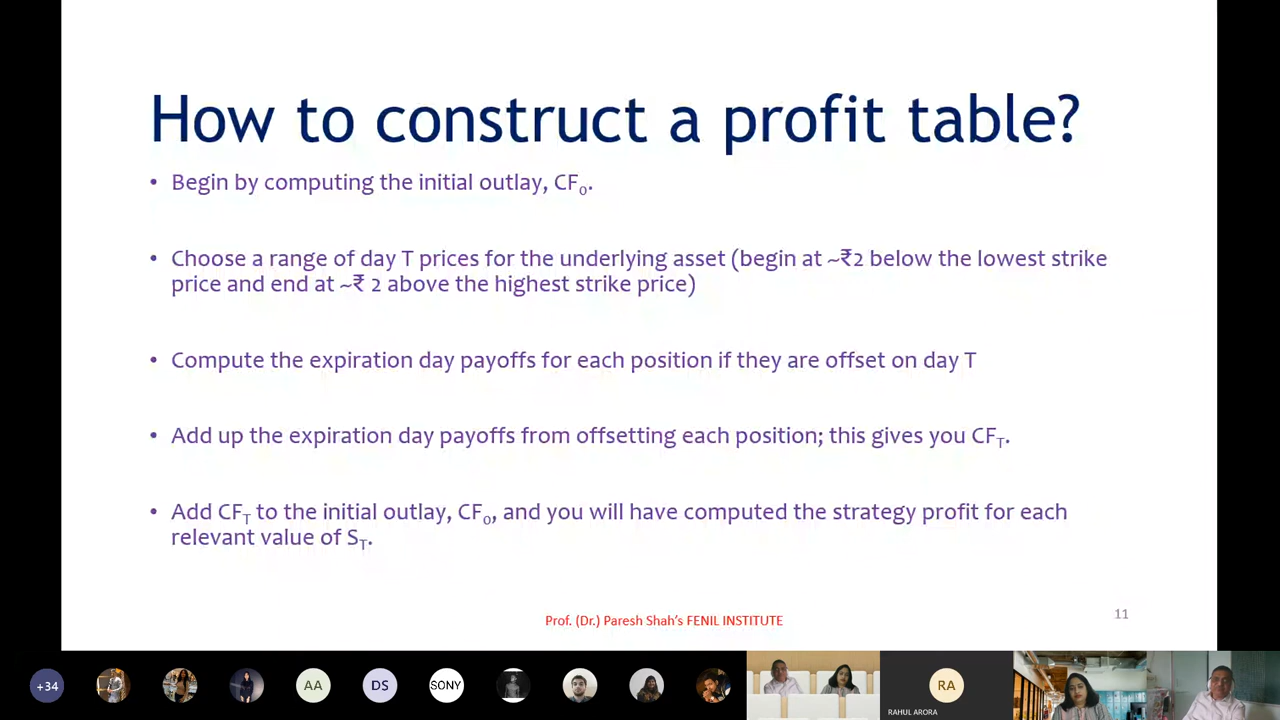 How to construct a profit table?
• Begin by computing the initial outlay, CF₀.
• Choose a range of day T prices for the underlying asset (begin at ~₹2 below the lowest strike
price and end at ~₹ 2 above the highest strike price)
• Compute the expiration day payoffs for each position if they are offset on day T
• Add up the expiration day payoffs from offsetting each position; this gives you CFT.
• Add CFT to the initial outlay, CF₀, and you will have computed the strategy profit for each
relevant value of ST.
11
Prof. (Dr.) Paresh Shah's FENIL INSTITUTE
+34
AA
DS
SONY
RA
RAHUL ARORA